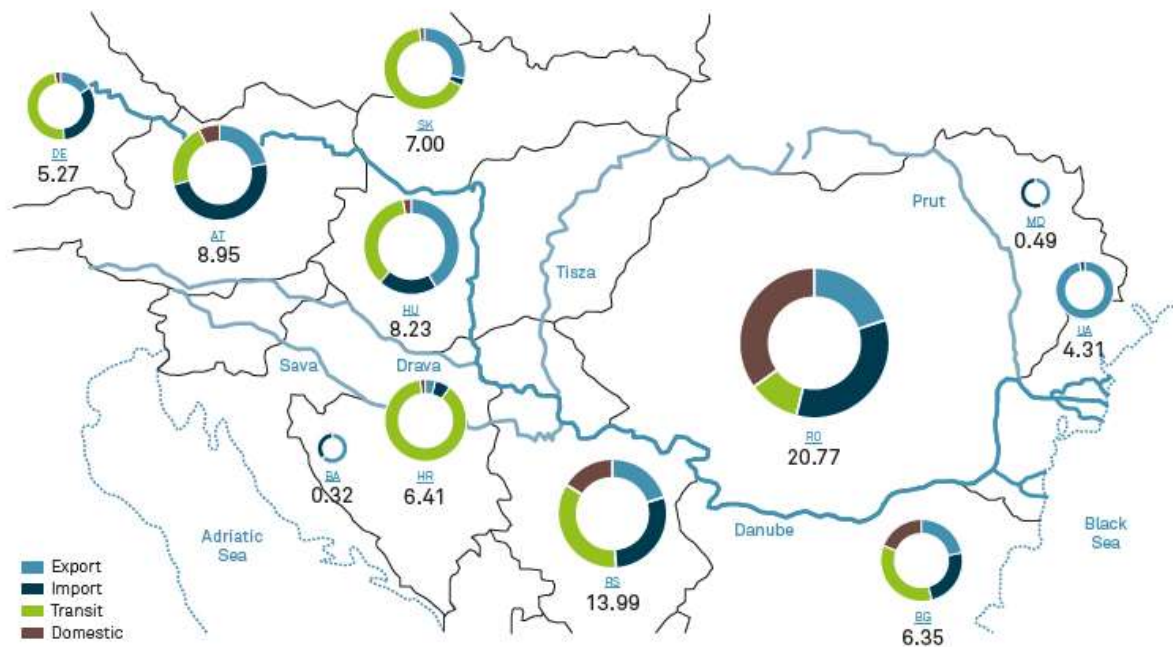 SK
7.00
DE
5.27
AT
8.95
HU
8.23
Tisza
Prut
MD
0.49
UA
4.31
Sava
Drava
RO
20.77
BA
0.32
HR
6.41
RS
13.99
Danube
BG
6.35
Adriatic
Sea
Black
Sea
Export
Import
Transit
Domestic